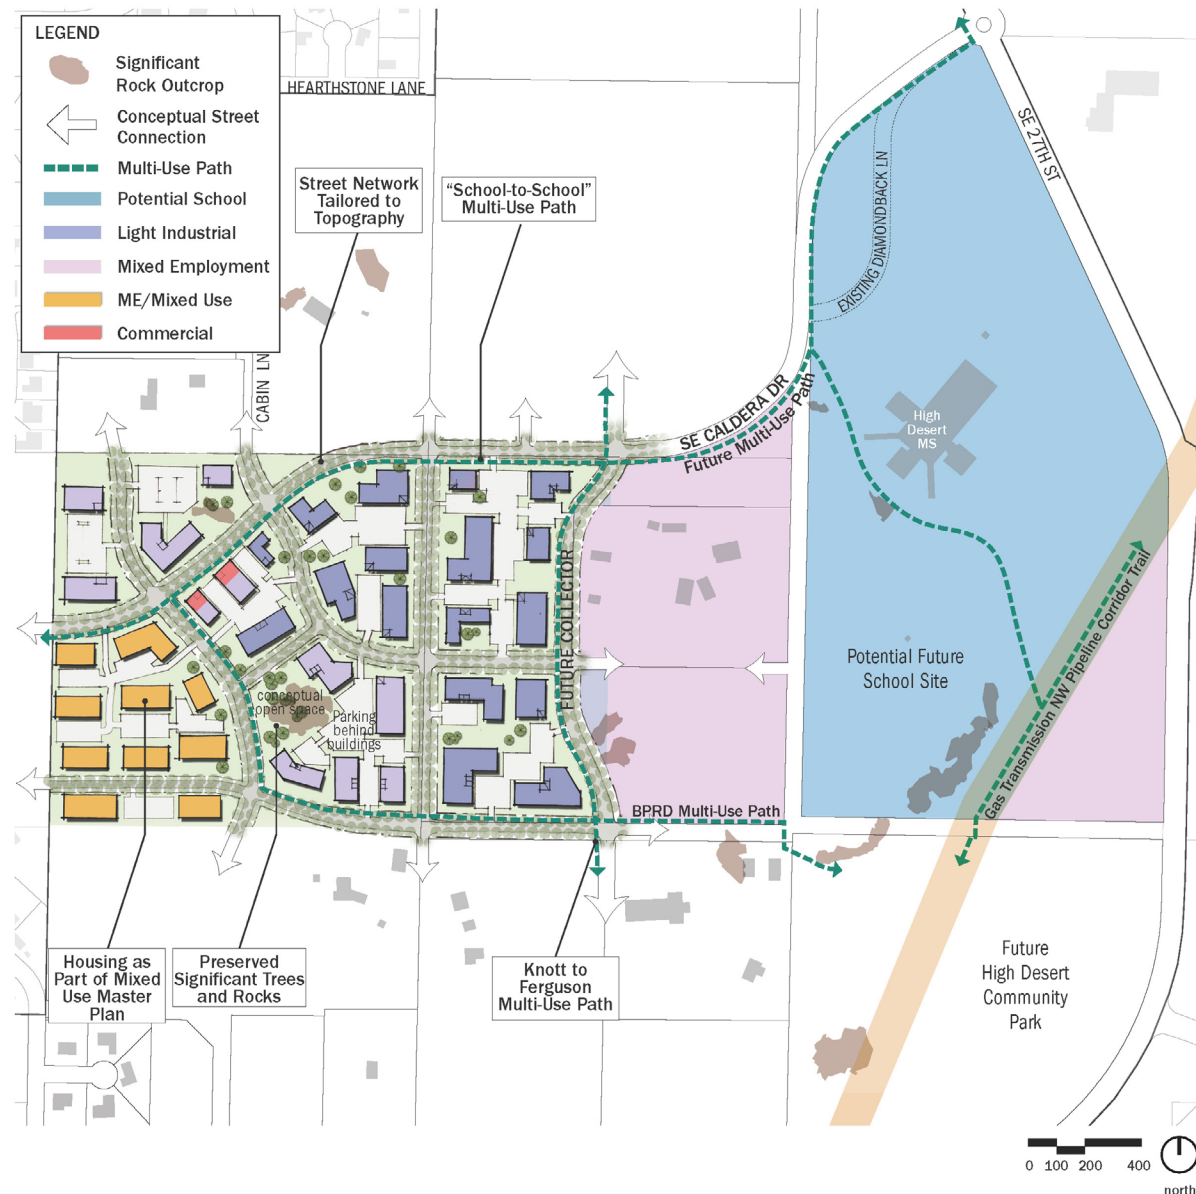 LEGEND
Significant
Rock Outcrop
Conceptual Street
Connection
Multi-Use Path
Potential School
Light Industrial
Mixed Employment
ME/Mixed Use
Commercial
HEARTHSTONE LANE
Street Network
Tailored to
Topography
“School-to-School”
Multi-Use Path
SE 27TH ST
EXISTING DIAMONDBACK LN
CABIN LN
SE CALDERA DR
Future Multi-Use Path
High
Desert
MS
FUTURE COLLECTOR
Gas Transmission NW Pipeline Corridor Trail
Potential Future
School Site
conceptual
open space
Parking
behind
buildings
BPRD Multi-Use Path
Housing as
Part of Mixed
Use Master
Plan
Preserved
Significant Trees
and Rocks
Knott to
Ferguson
Multi-Use Path
Future
High Desert
Community
Park
0 100 200 400
north